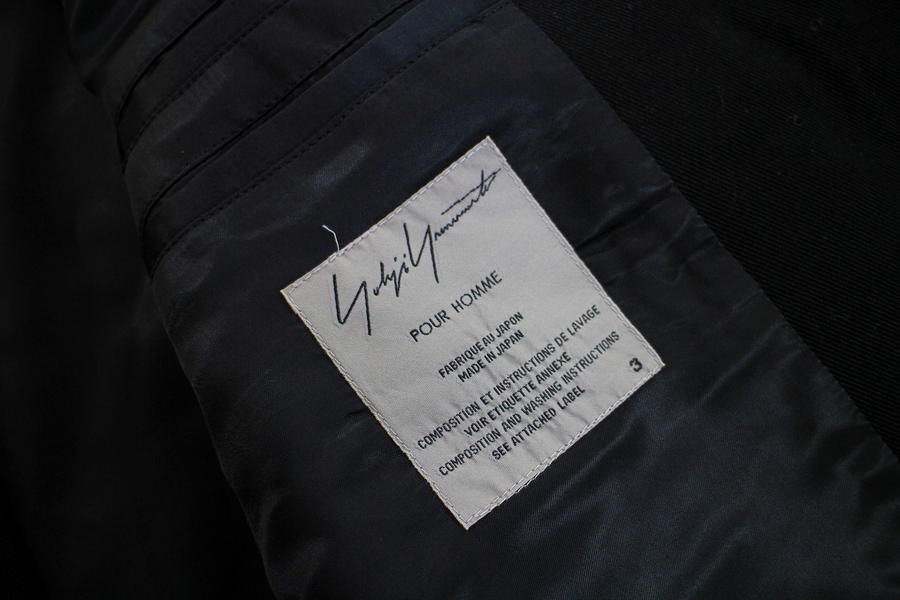 Yohji Yamamoto
POUR HOMME
FABRIQUE AU JAPON
MADE IN JAPAN
COMPOSITION ET INSTRUCTIONS DE LAVAGE
VOIR ETIQUETTE ANNEXE
COMPOSITION AND WASHING INSTRUCTIONS
SEE ATTACHED LABEL
3